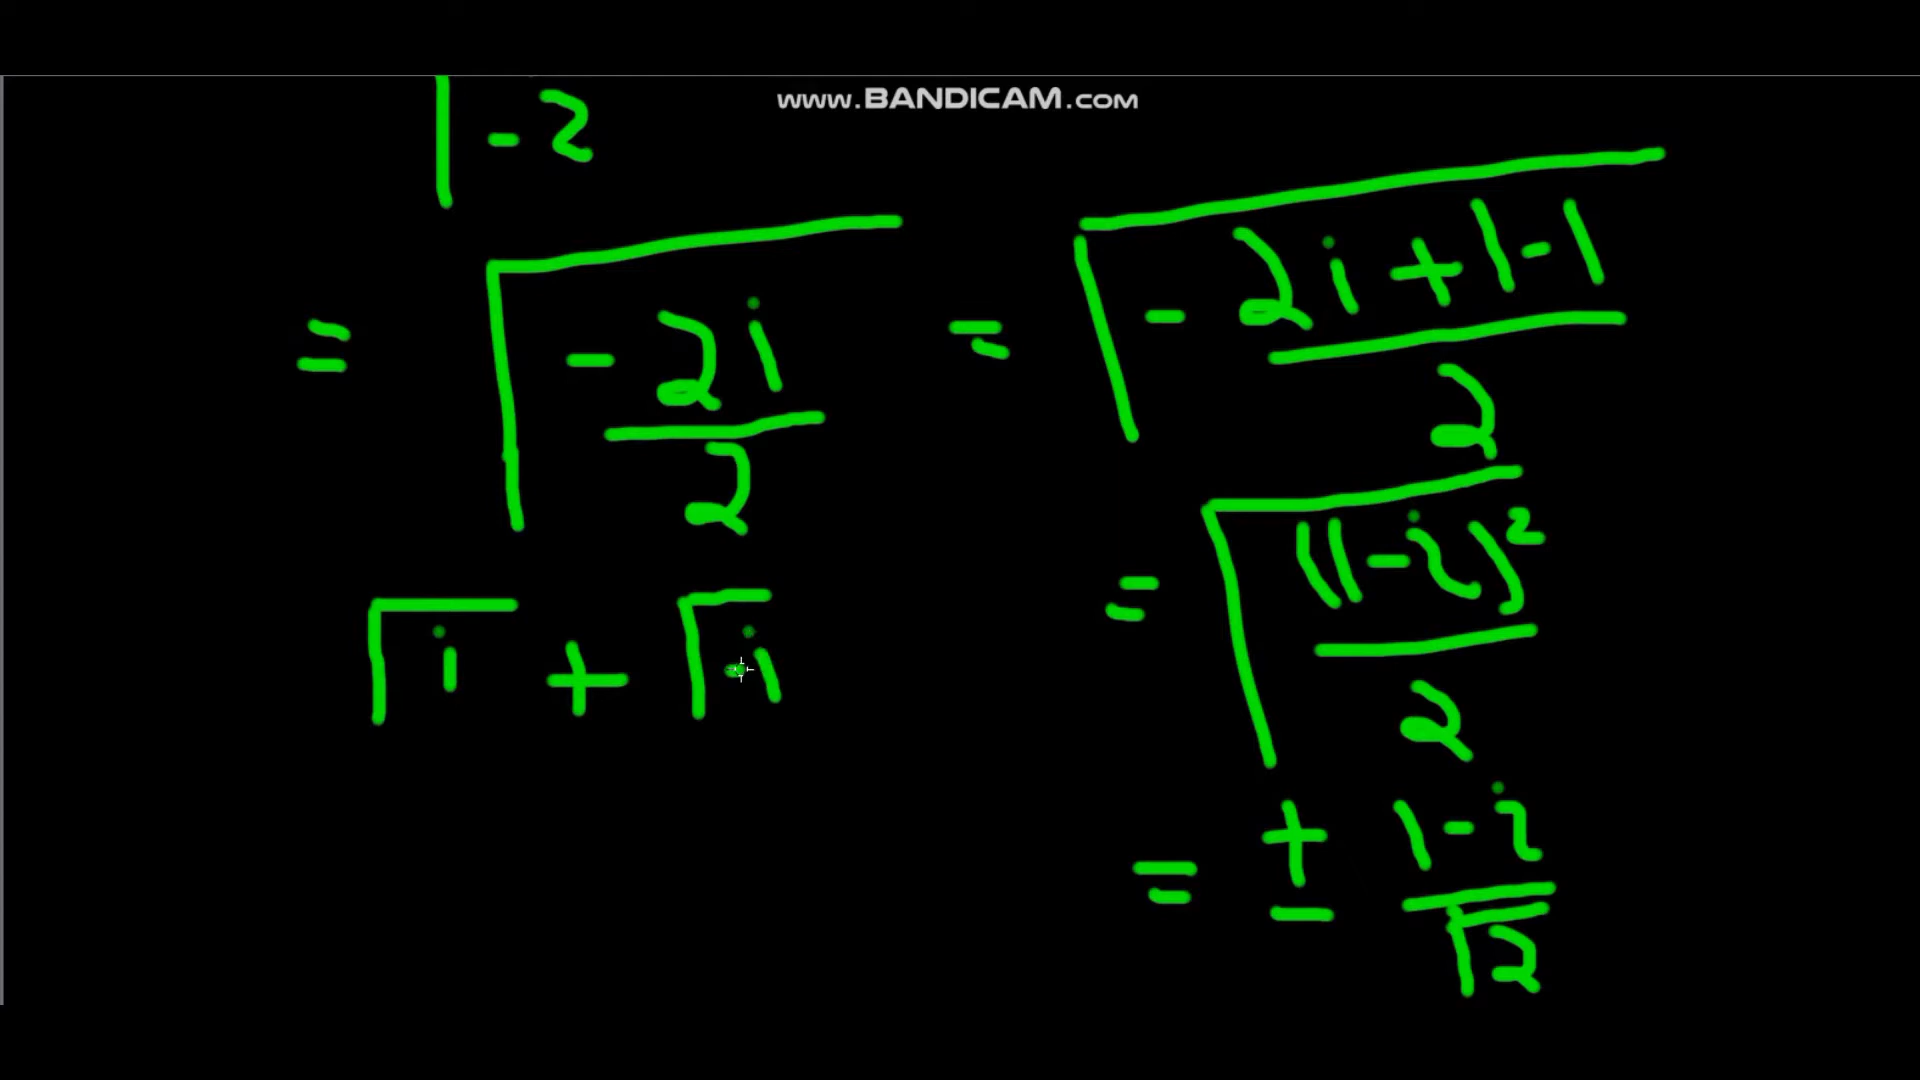 www.BANDICAM.com
- 2
= √(-2i/2) = √((-2i+1-1)/2)
= √((1-i)²/2)
√i + √-i
= ± (1-i)/√2